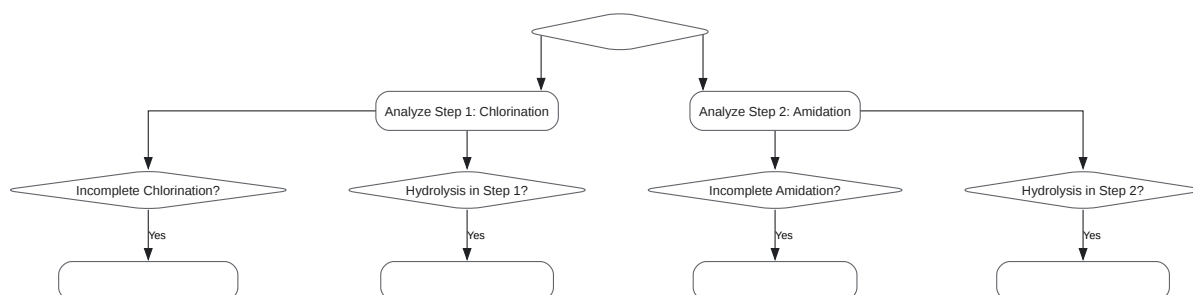 Analyze Step 1: Chlorination
Analyze Step 2: Amidation
Incomplete Chlorination?
Hydrolysis in Step 1?
Incomplete Amidation?
Hydrolysis in Step 2?
Yes
Yes
Yes
Yes